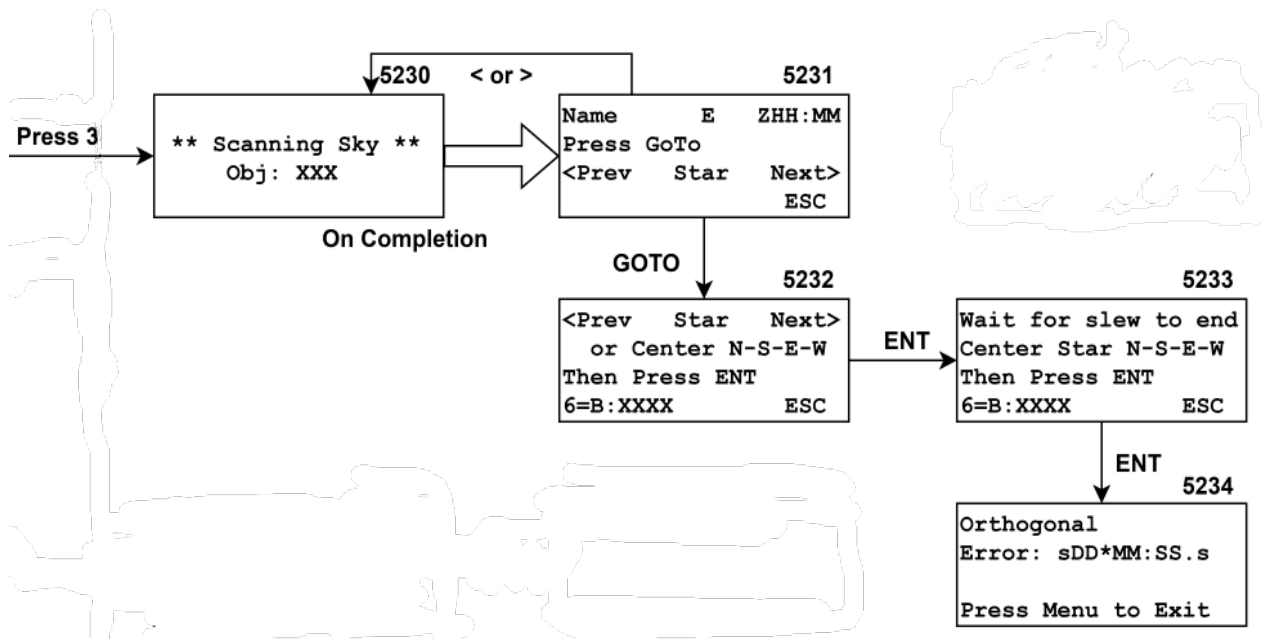 5230
< or >
5231
Press 3
** Scanning Sky **
Obj: XXX
Name E ZHH:MM
Press GoTo
<Prev Star Next>
ESC
On Completion
GOTO
5232
5233
<Prev Star Next>
or Center N-S-E-W
Then Press ENT
6=B:XXXX ESC
ENT
Wait for slew to end
Center Star N-S-E-W
Then Press ENT
6=B:XXXX ESC
ENT
5234
Orthogonal
Error: sDD*MM:SS.s
Press Menu to Exit